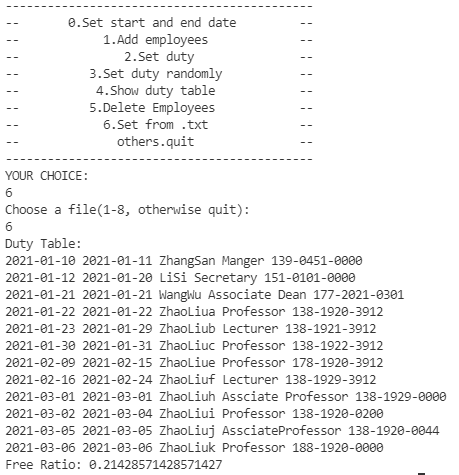 --------------------------------------------
--       0.Set start and end date         --
--            1.Add employees             --
--               2.Set duty               --
--          3.Set duty randomly           --
--           4.Show duty table            --
--          5.Delete Employees            --
--            6.Set from .txt             --
--              others.quit               --
--------------------------------------------
YOUR CHOICE:
6
Choose a file(1-8, otherwise quit):
6
Duty Table:
2021-01-10 2021-01-11 ZhangSan Manger 139-0451-0000
2021-01-12 2021-01-20 LiSi Secretary 151-0101-0000
2021-01-21 2021-01-21 WangWu Associate Dean 177-2021-0301
2021-01-22 2021-01-22 ZhaoLiua Professor 138-1920-3912
2021-01-23 2021-01-29 ZhaoLiub Lecturer 138-1921-3912
2021-01-30 2021-01-31 ZhaoLiuc Professor 138-1922-3912
2021-02-09 2021-02-15 ZhaoLiue Professor 178-1920-3912
2021-02-16 2021-02-24 ZhaoLiuf Lecturer 138-1929-3912
2021-03-01 2021-03-01 ZhaoLiuh Assciate Professor 138-1929-0000
2021-03-02 2021-03-04 ZhaoLiui Professor 138-1920-0200
2021-03-05 2021-03-05 ZhaoLiuj AssciateProfessor 138-1920-0044
2021-03-06 2021-03-06 ZhaoLiuk Professor 188-1920-0000
Free Ratio: 0.21428571428571427